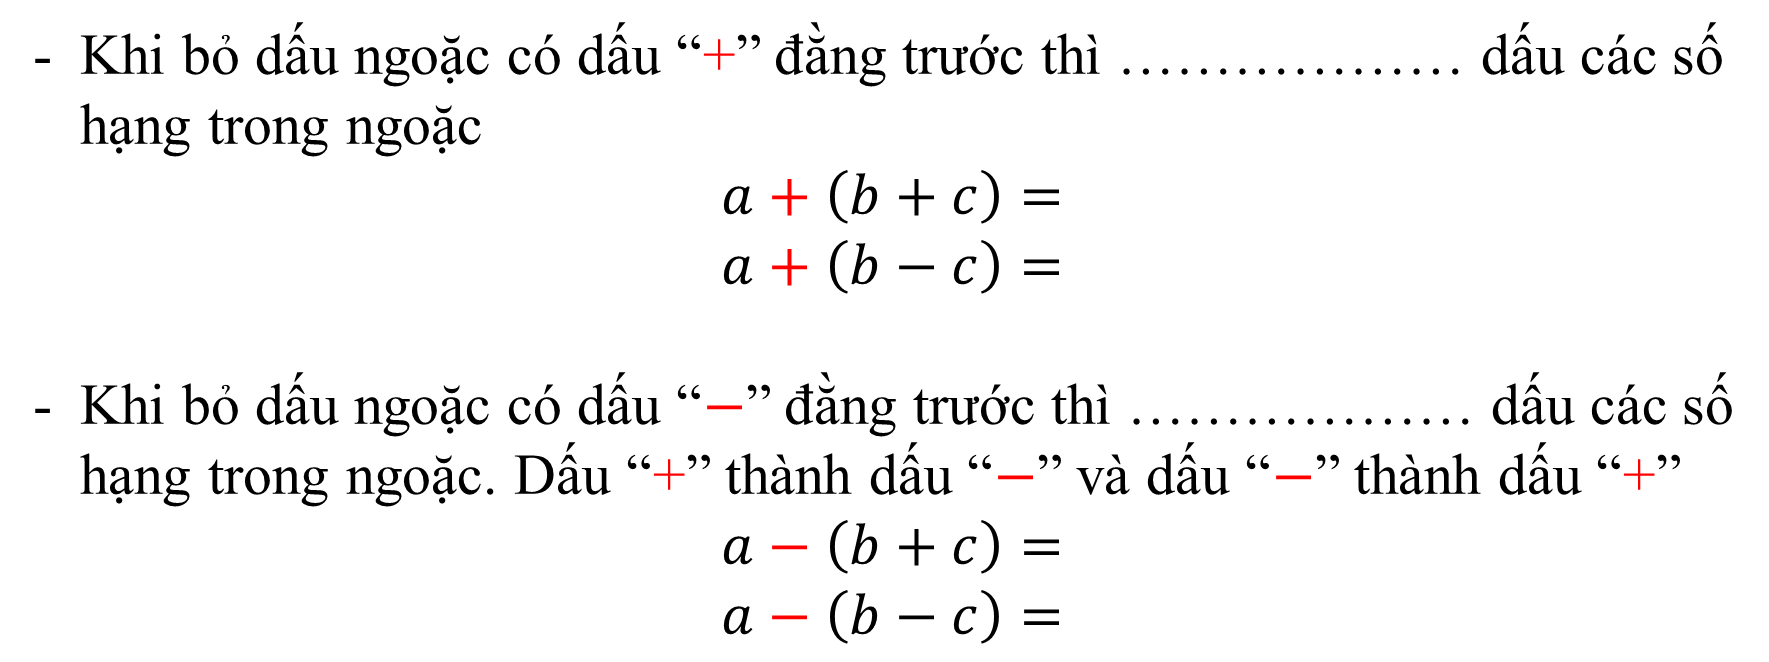 - Khi bỏ dấu ngoặc có dấu “+” đằng trước thì ……………… dấu các số
hạng trong ngoặc
a + (b + c) =
a + (b − c) =
- Khi bỏ dấu ngoặc có dấu “−” đằng trước thì ……………… dấu các số
hạng trong ngoặc. Dấu “+” thành dấu “−” và dấu “−” thành dấu “+”
a − (b + c) =
a − (b − c) =